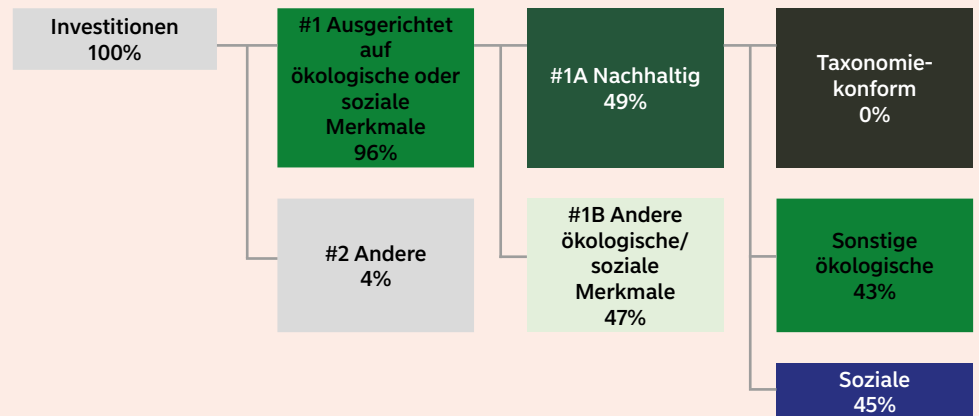 Investitionen
100%
#1 Ausgerichtet
auf
ökologische oder
soziale
Merkmale
96%
#2 Andere
4%
#1A Nachhaltig
49%
#1B Andere
ökologische/
soziale
Merkmale
47%
Taxonomie-
konform
0%
Sonstige
ökologische
43%
Soziale
45%